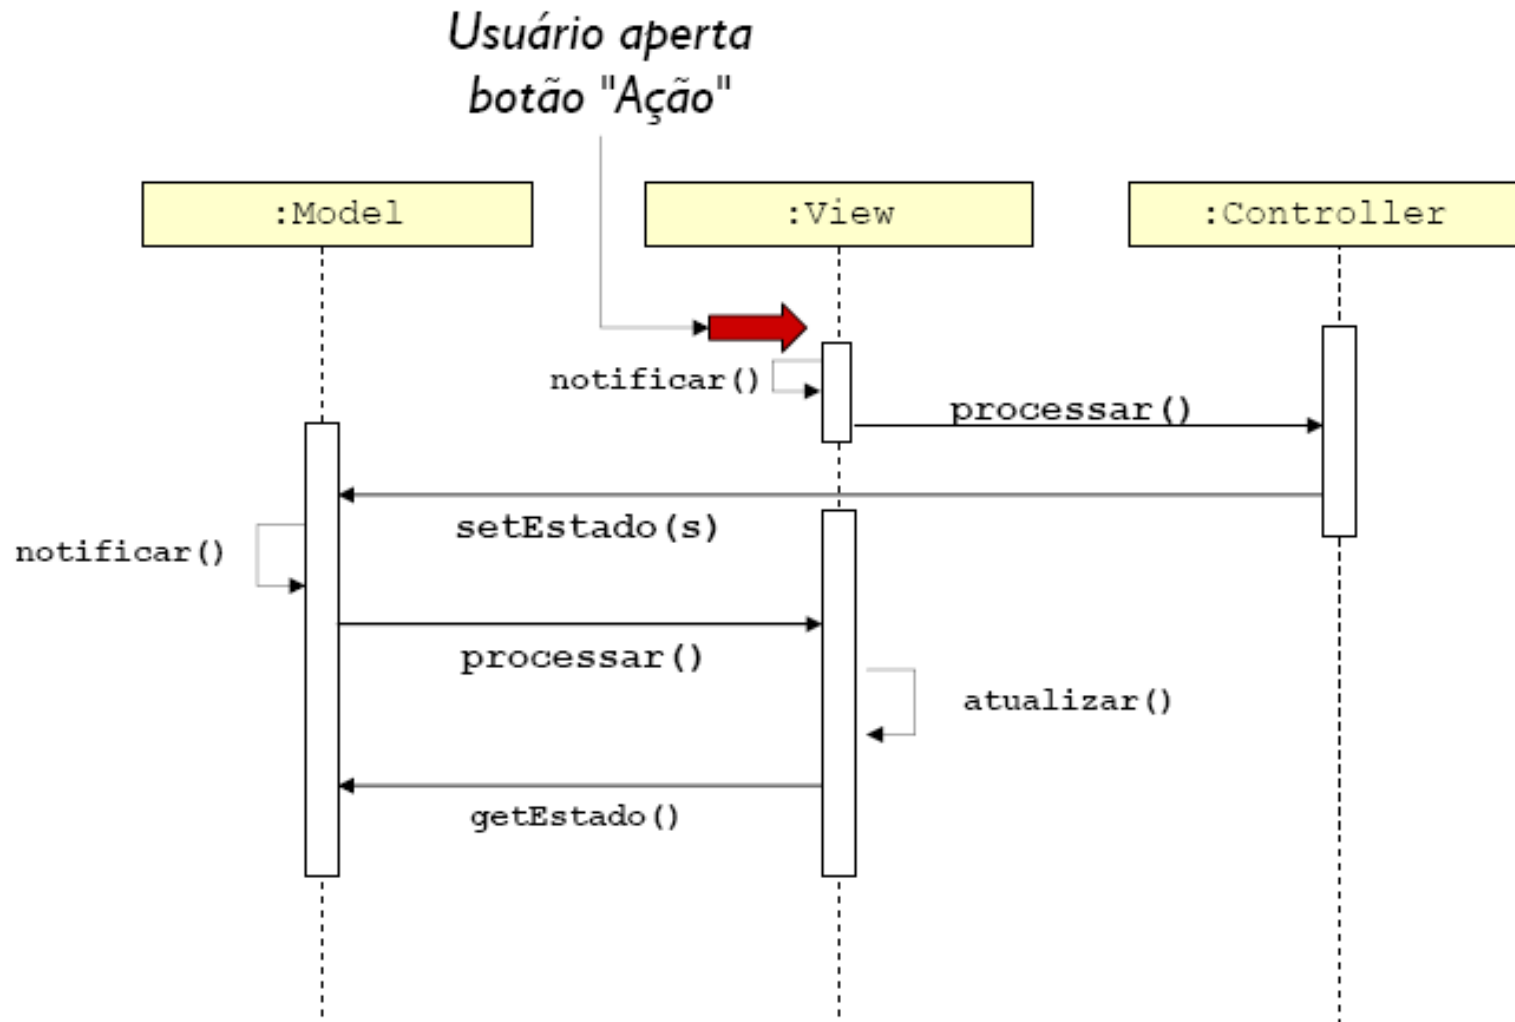 Usuário aperta
botão "Ação"
:Model
:View
:Controller
notificar()
processar()
setEstado(s)
notificar()
processar()
atualizar()
getEstado()